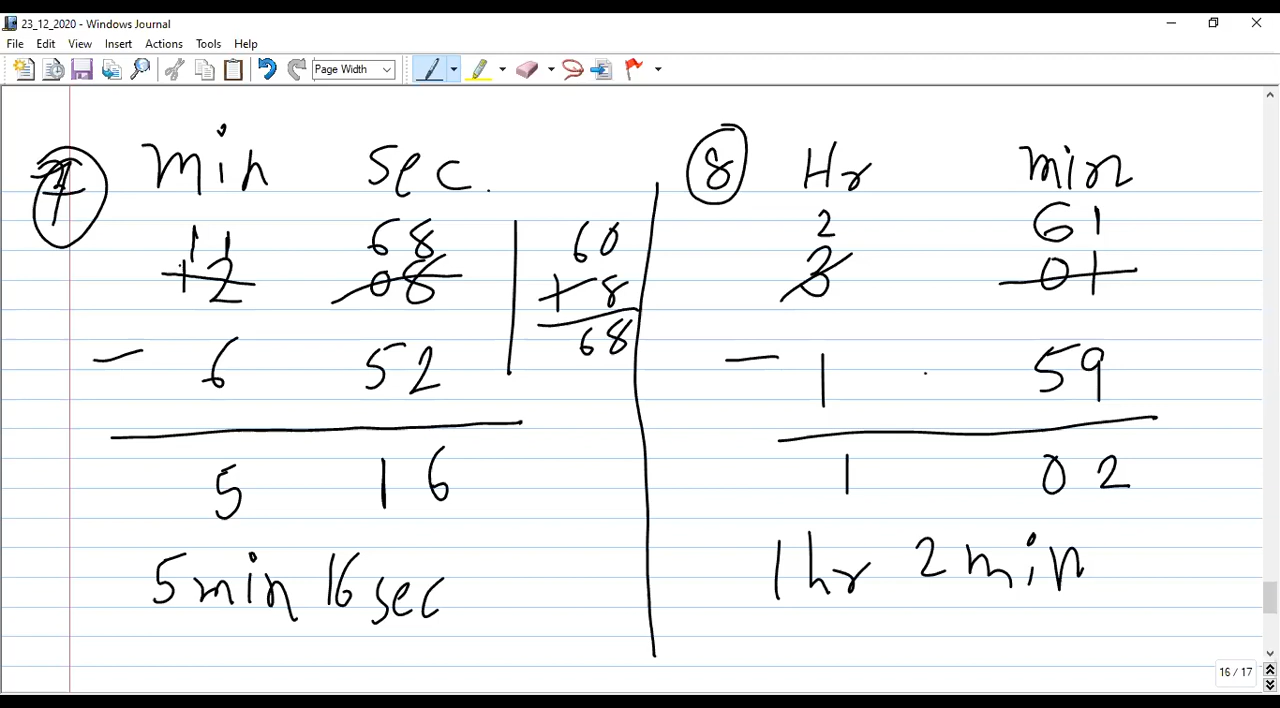 23_12_2020 - Windows Journal
File Edit View Insert Actions Tools Help
Page Width
7
Min Sec.
11 68
12 08
- 6 52
5 16
5 min 16 sec
60
+ 8
68
8
Hr min
2 61
3 01
- 1 59
1 02
1 hr 2 min
16 / 17